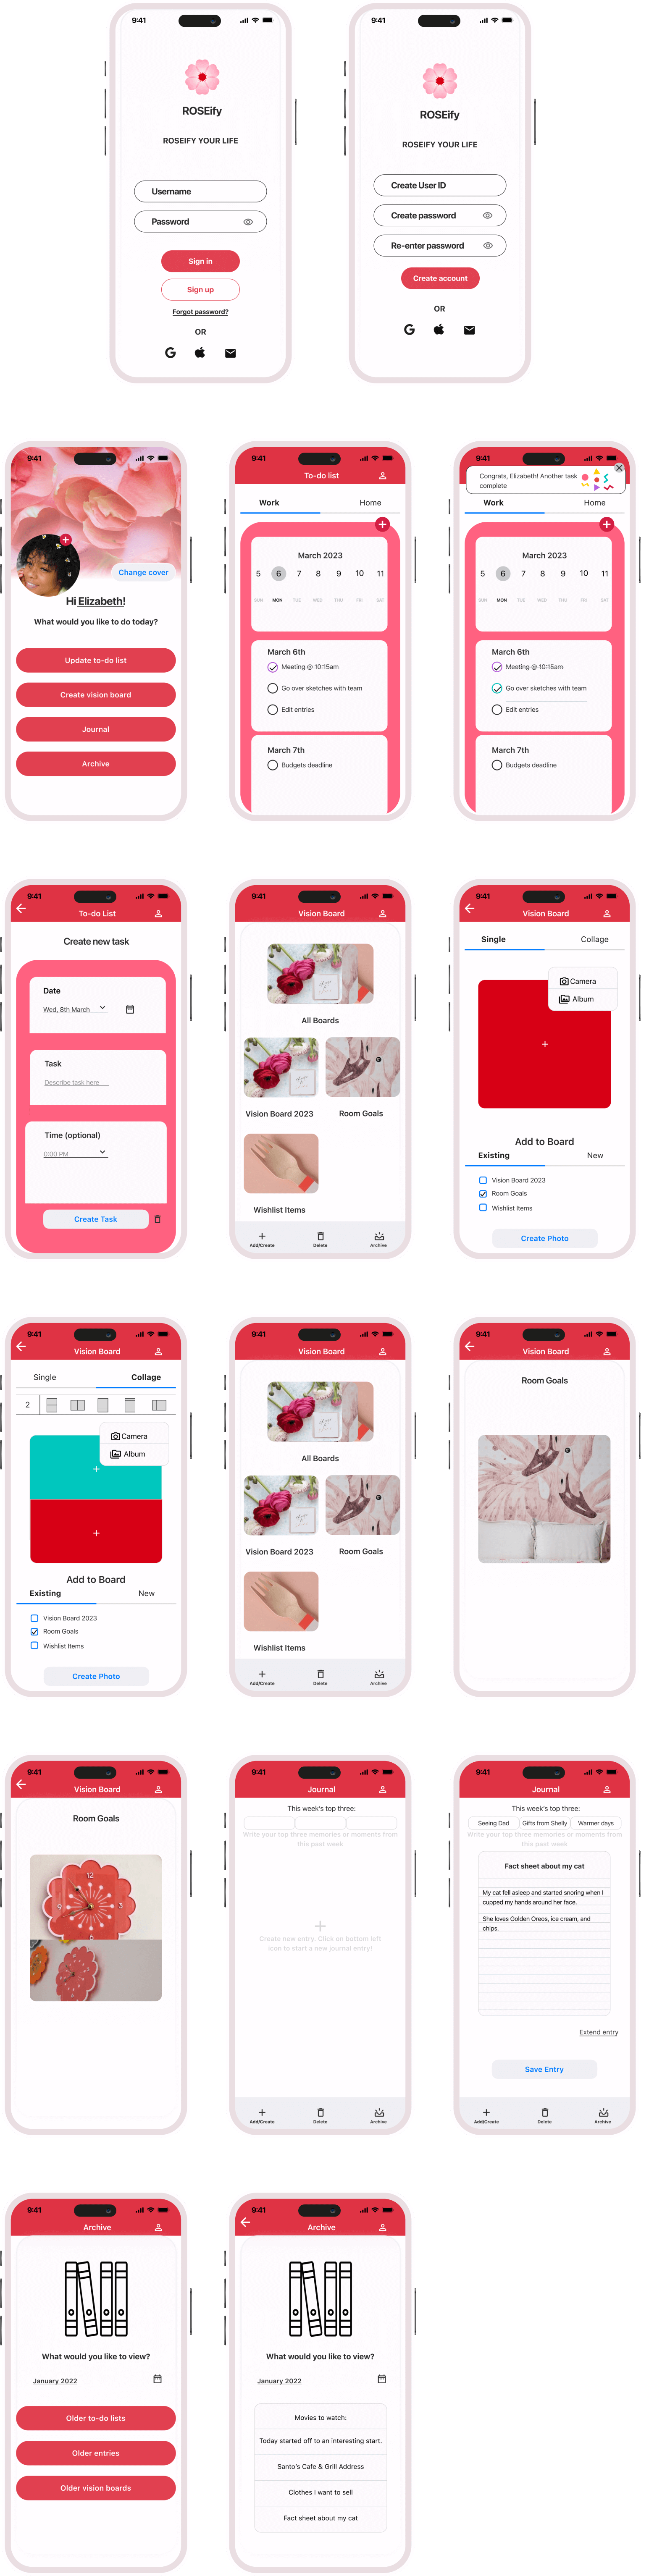 9:41
ROSEify
ROSEIFY YOUR LIFE
Username
Password
Sign in
Sign up
Forgot password?
OR
9:41
ROSEify
ROSEIFY YOUR LIFE
Create User ID
Create password
Re-enter password
Create account
OR
9:41
Change cover
Hi Elizabeth!
What would you like to do today?
Update to-do list
Create vision board
Journal
Archive
9:41
To-do list
Work Home
March 2023
5 6 7 8 9 10 11
SUN MON TUE WED THU FRI SAT
March 6th
Meeting @ 10:15am
Go over sketches with team
Edit entries
March 7th
Budgets deadline
9:41
Congrats, Elizabeth! Another task
complete
Work Home
March 2023
5 6 7 8 9 10 11
SUN MON TUE WED THU FRI SAT
March 6th
Meeting @ 10:15am
Go over sketches with team
Edit entries
March 7th
Budgets deadline
9:41
To-do List
Create new task
Date
Wed, 8th March
Task
Describe task here
Time (optional)
0:00 PM
Create Task
9:41
Vision Board
All Boards
Vision Board 2023 Room Goals
Wishlist Items
Add/Create Delete Archive
9:41
Vision Board
Single Collage
Camera
Album
Add to Board
Existing New
Vision Board 2023
Room Goals
Wishlist Items
Create Photo
9:41
Vision Board
Single Collage
2
Camera
Album
Add to Board
Existing New
Vision Board 2023
Room Goals
Wishlist Items
Create Photo
9:41
Vision Board
All Boards
Vision Board 2023 Room Goals
Wishlist Items
Add/Create Delete Archive
9:41
Vision Board
Room Goals
9:41
Vision Board
Room Goals
12
9 3
6
9:41
Journal
This week's top three:
Write your top three memories or moments from
this past week
Create new entry. Click on bottom left
icon to start a new journal entry!
Add/Create Delete Archive
9:41
Journal
This week's top three:
Seeing Dad Gifts from Shelly Warmer days
Write your top three memories or moments from
this past week
Fact sheet about my cat
My cat fell asleep and started snoring when I
cupped my hands around her face.
She loves Golden Oreos, ice cream, and
chips.
Extend entry
Save Entry
Add/Create Delete Archive
9:41
Archive
What would you like to view?
January 2022
Older to-do lists
Older entries
Older vision boards
9:41
Archive
What would you like to view?
January 2022
Movies to watch:
Today started off to an interesting start.
Santo's Cafe & Grill Address
Clothes I want to sell
Fact sheet about my cat